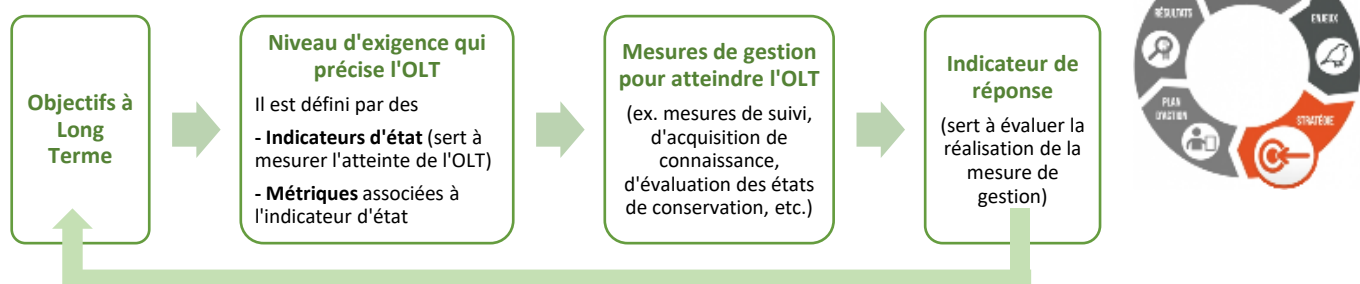 Objectifs à
Long
Terme
Niveau d'exigence qui
précise l'OLT
Il est défini par des
- Indicateurs d'état (sert à
mesurer l'atteinte de l'OLT)
- Métriques associées à
l'indicateur d'état
Mesures de gestion
pour atteindre l'OLT
(ex. mesures de suivi,
d'acquisition de
connaissance,
d'évaluation des états
de conservation, etc.)
Indicateur de
réponse
(sert à évaluer la
réalisation de la
mesure de
gestion)
RÉSULTATS
ENJEUX
PLAN
D'ACTION
STRATÉGIE